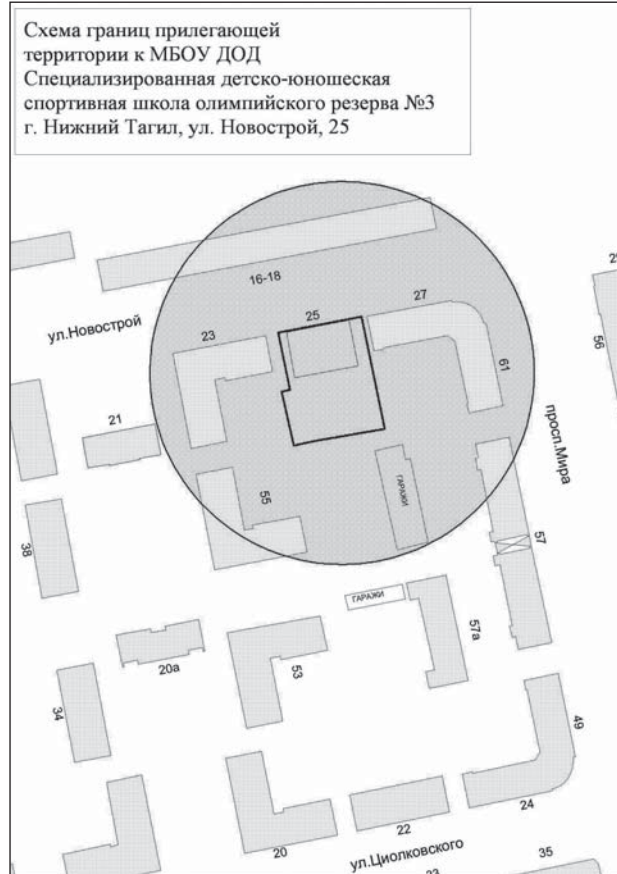 Схема границ прилегающей
территории к МБОУ ДОД
Специализированная детско-юношеская
спортивная школа олимпийского резерва №3
г. Нижний Тагил, ул. Новострой, 25
16-18
ул.Новострой
25
27
23
56
61
21
просп.Мира
55
ГАРАЖИ
38
57
ГАРАЖИ
57а
20а
53
34
49
24
22
20
ул.Циолковского
35